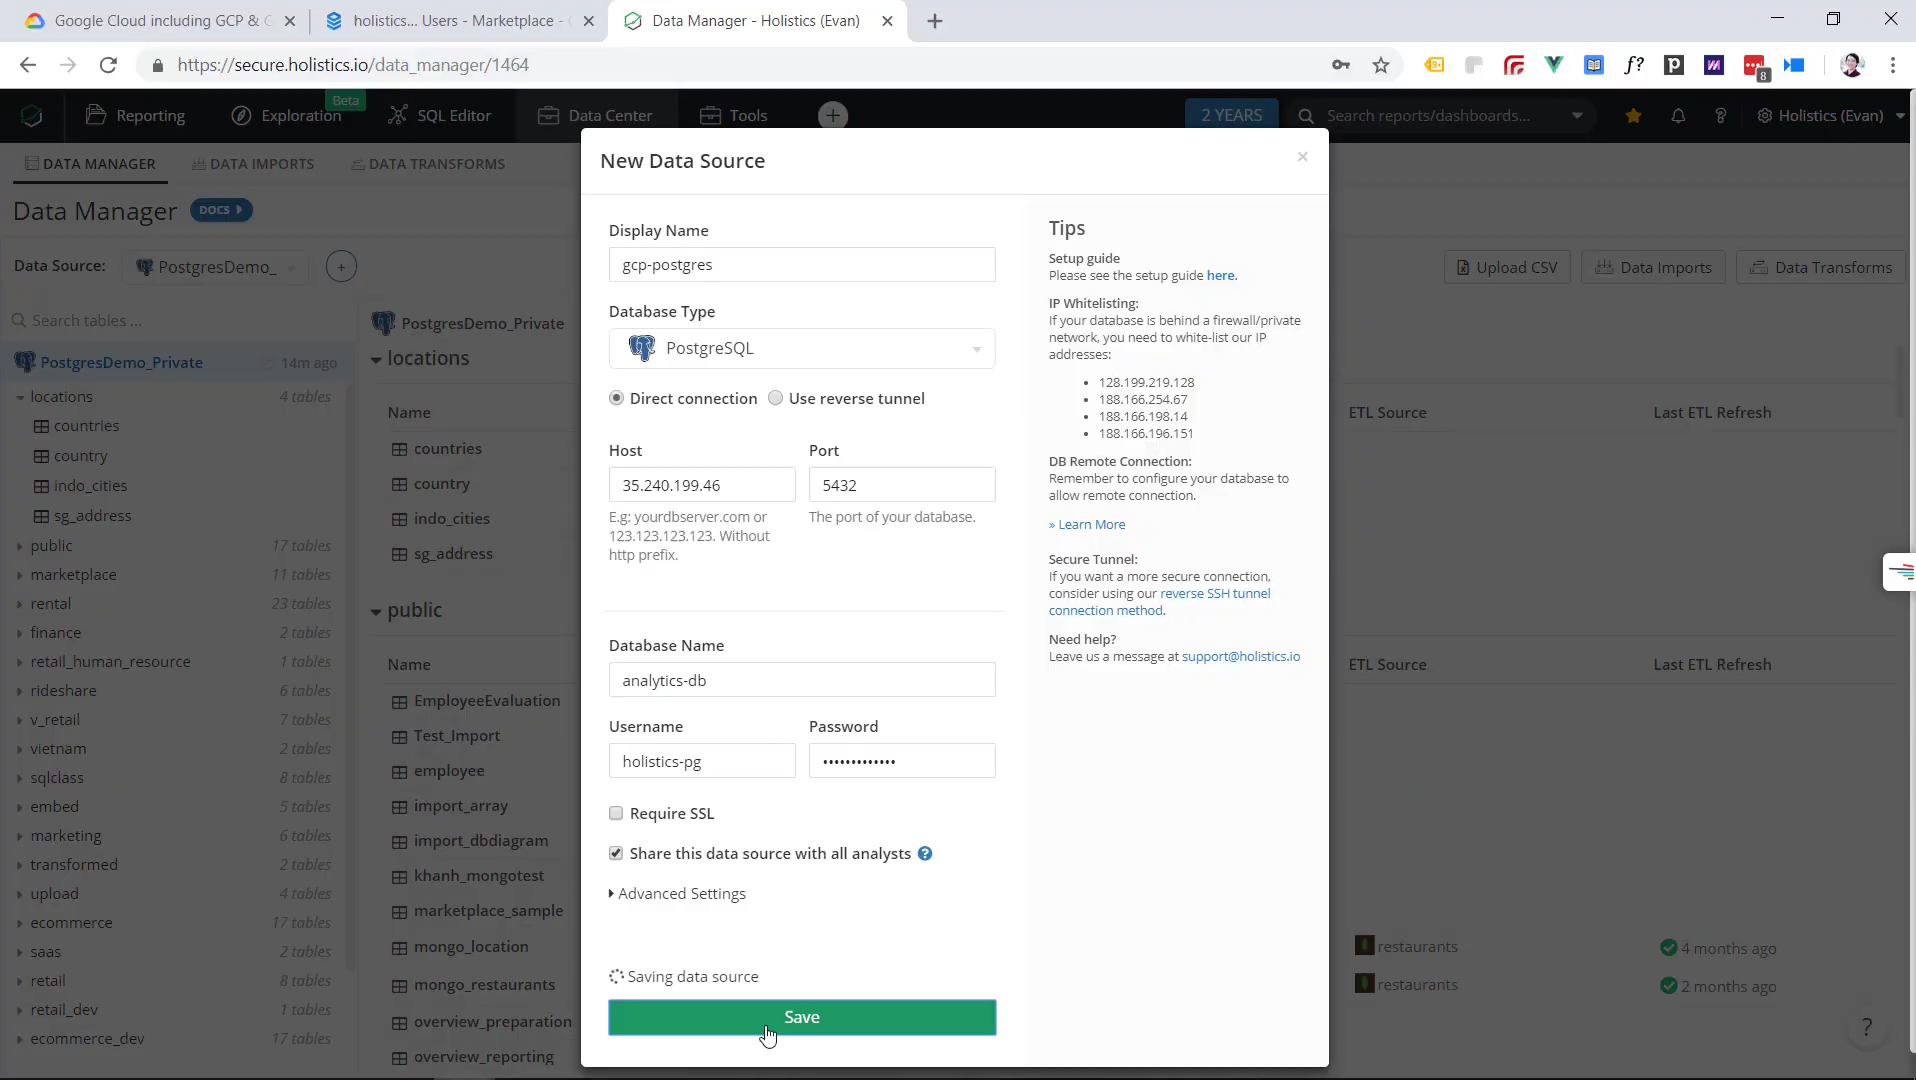 Google Cloud including GCP & G
holistics... Users - Marketplace -
Data Manager - Holistics (Evan)
https://secure.holistics.io/data_manager/1464
9+
f?
8
Reporting
Exploration
Beta
SQL Editor
Data Center
Tools
2 YEARS
Search reports/dashboards...
Holistics (Evan)
DATA MANAGER
DATA IMPORTS
DATA TRANSFORMS
Data Manager
DOCS
Data Source:
PostgresDemo_
Upload CSV
Data Imports
Data Transforms
Search tables ...
PostgresDemo_Private
14m ago
locations
4 tables
countries
country
indo_cities
sg_address
public
17 tables
marketplace
11 tables
rental
23 tables
finance
2 tables
retail_human_resource
1 tables
rideshare
6 tables
v_retail
7 tables
vietnam
2 tables
sqlclass
8 tables
embed
5 tables
marketing
6 tables
transformed
2 tables
upload
4 tables
ecommerce
17 tables
saas
2 tables
retail
8 tables
retail_dev
1 tables
ecommerce_dev
17 tables
PostgresDemo_Private
locations
Name
countries
country
indo_cities
sg_address
public
Name
EmployeeEvaluation
Test_Import
employee
import_array
import_dbdiagram
khanh_mongotest
marketplace_sample
mongo_location
mongo_restaurants
overview_preparation
overview_reporting
New Data Source
×
Display Name
gcp-postgres
Database Type
PostgreSQL
Direct connection
Use reverse tunnel
Host
Port
35.240.199.46
5432
E.g: yourdbserver.com or
123.123.123.123. Without
http prefix.
The port of your database.
Database Name
analytics-db
Username
Password
holistics-pg
•••••••••••••
Require SSL
Share this data source with all analysts ?
Advanced Settings
Saving data source
Save
Tips
Setup guide
Please see the setup guide here.
IP Whitelisting:
If your database is behind a firewall/private
network, you need to white-list our IP
addresses:
128.199.219.128
188.166.254.67
188.166.198.14
188.166.196.151
DB Remote Connection:
Remember to configure your database to
allow remote connection.
» Learn More
Secure Tunnel:
If you want a more secure connection,
consider using our reverse SSH tunnel
connection method.
Need help?
Leave us a message at support@holistics.io
ETL Source
Last ETL Refresh
ETL Source
Last ETL Refresh
restaurants
4 months ago
restaurants
2 months ago
?